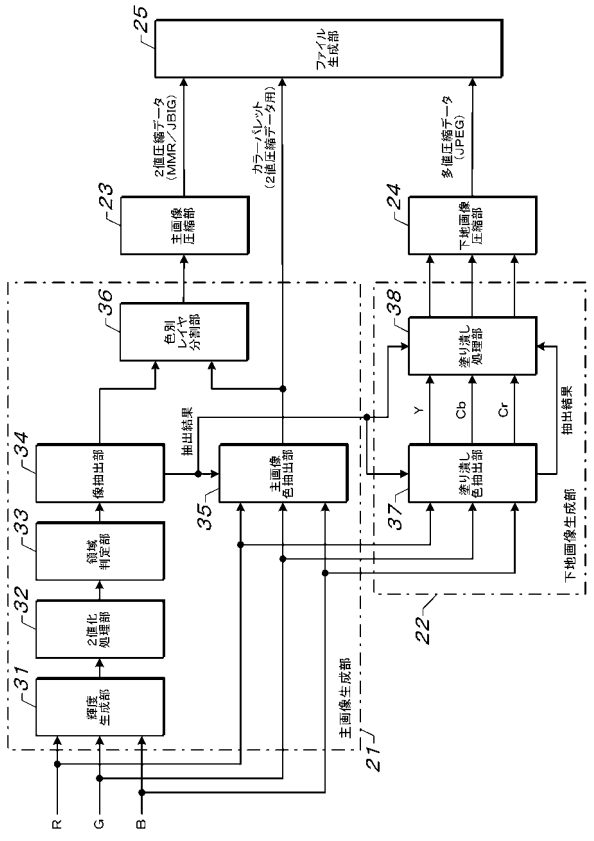 R
G
B
31
輝度
生成部
32
2値化
処理部
33
領域
判定部
34
像抽出部
抽出結果
35
主画像
色抽出部
36
色別
レイヤ
分割部
主画像生成部
21
23
主画像
圧縮部
2値圧縮データ
(MMR/JBIG)
カラーパレット
(2値圧縮データ用)
25
ファイル
生成部
37
塗り潰し
色抽出部
Y
Cb
Cr
抽出結果
38
塗り潰し
処理部
下地画像生成部
22
24
下地画像
圧縮部
多値圧縮データ
(JPEG)